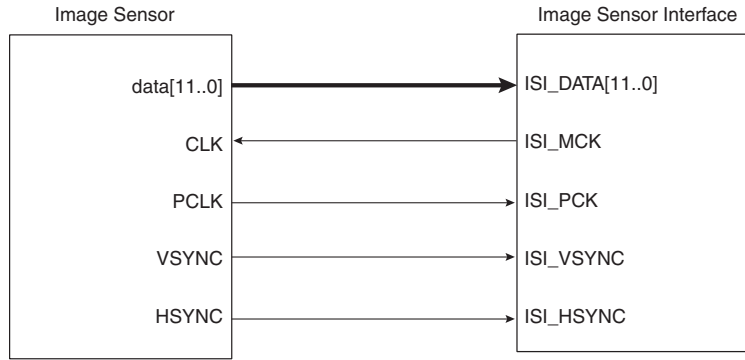 Image Sensor
Image Sensor Interface
data[11..0]
ISI_DATA[11..0]
CLK
ISI_MCK
PCLK
ISI_PCK
VSYNC
ISI_VSYNC
HSYNC
ISI_HSYNC